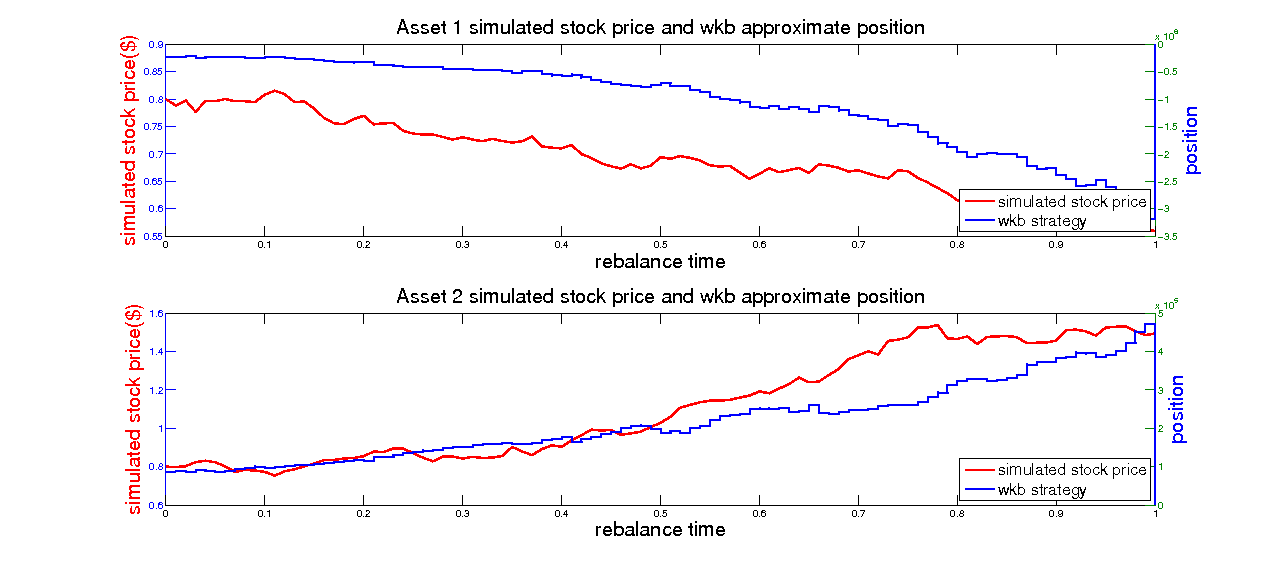 Asset 1 simulated stock price and wkb approximate position
simulated stock price($)
0.9
0.85
0.8
0.75
0.7
0.65
0.6
0.55
0 0.1 0.2 0.3 0.4 0.5 0.6 0.7 0.8 0.9 1
rebalance time
0
-0.5
-1
-1.5
-2
-2.5
-3
-3.5
position
simulated stock price
wkb strategy
Asset 2 simulated stock price and wkb approximate position
simulated stock price($)
1.6
1.4
1.2
1
0.8
0.6
0 0.1 0.2 0.3 0.4 0.5 0.6 0.7 0.8 0.9 1
rebalance time
5
4
3
2
1
0
position
simulated stock price
wkb strategy